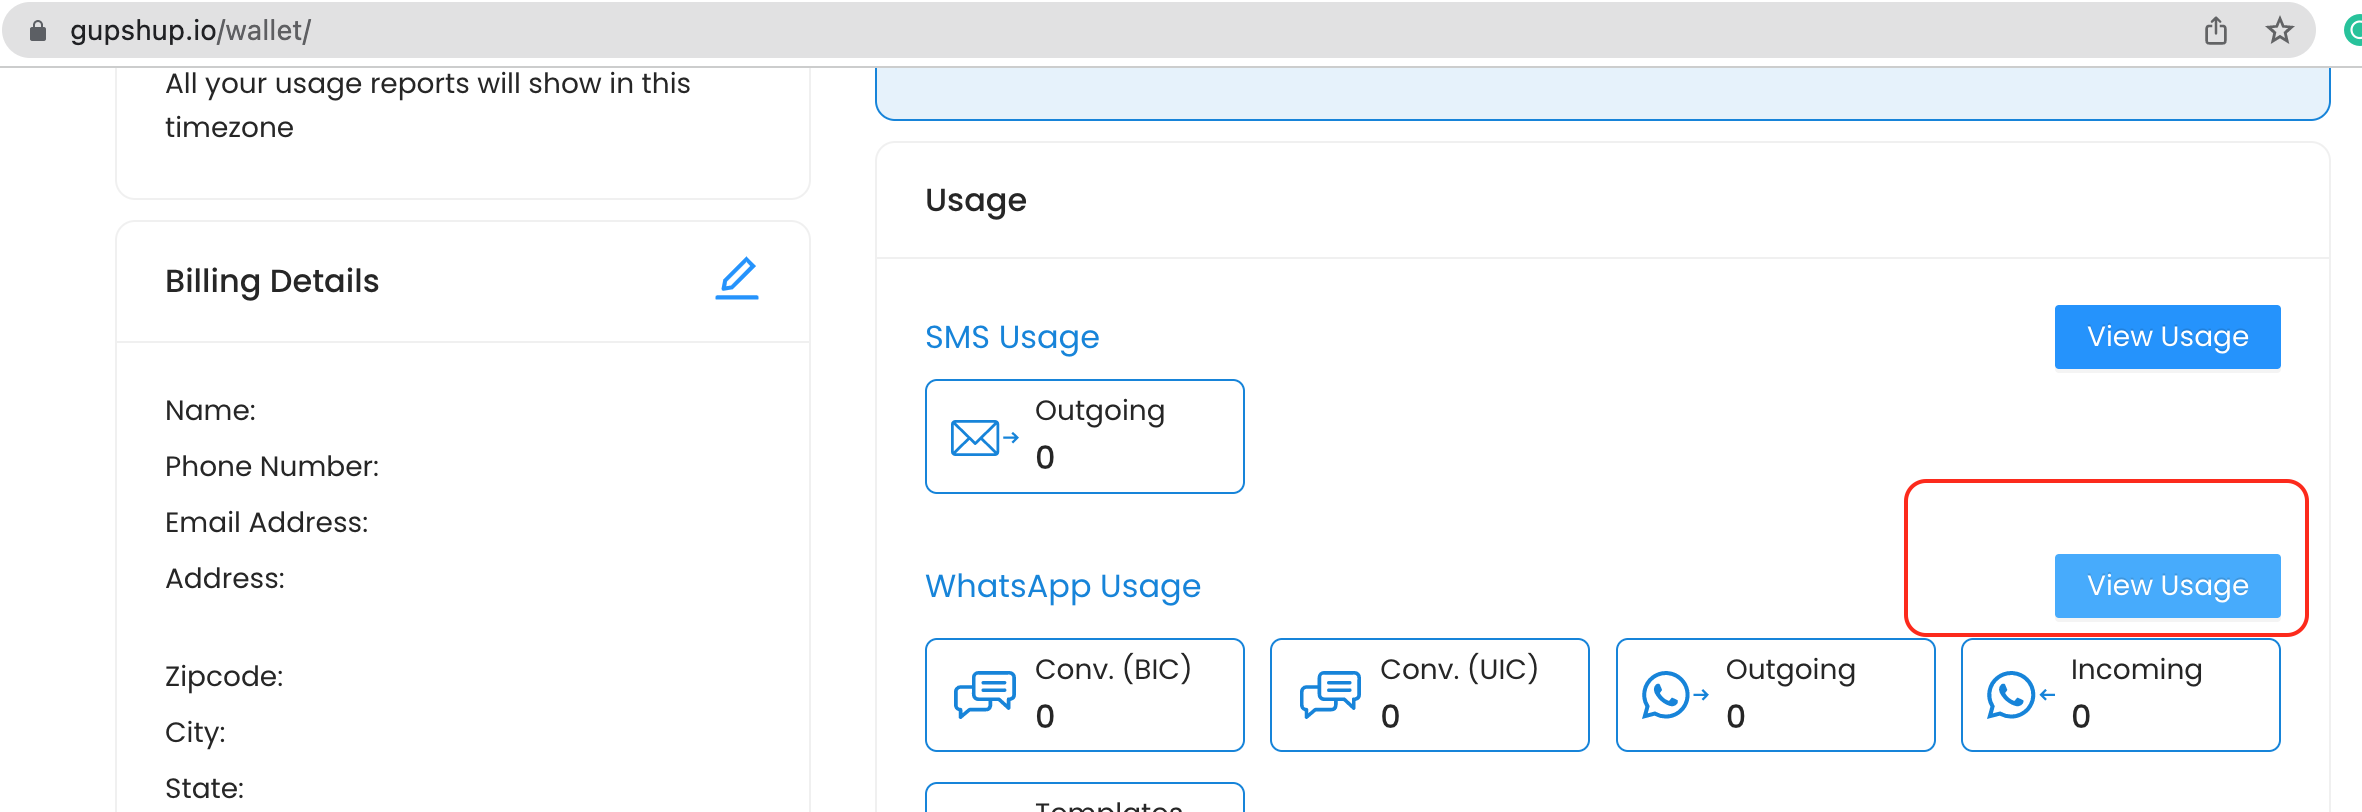 gupshup.io/wallet/
All your usage reports will show in this
timezone
Billing Details
Name:
Phone Number:
Email Address:
Address:
Zipcode:
City:
State:
Usage
SMS Usage
View Usage
Outgoing
0
WhatsApp Usage
View Usage
Conv. (BIC)
0
Conv. (UIC)
0
Outgoing
0
Incoming
0
Templates